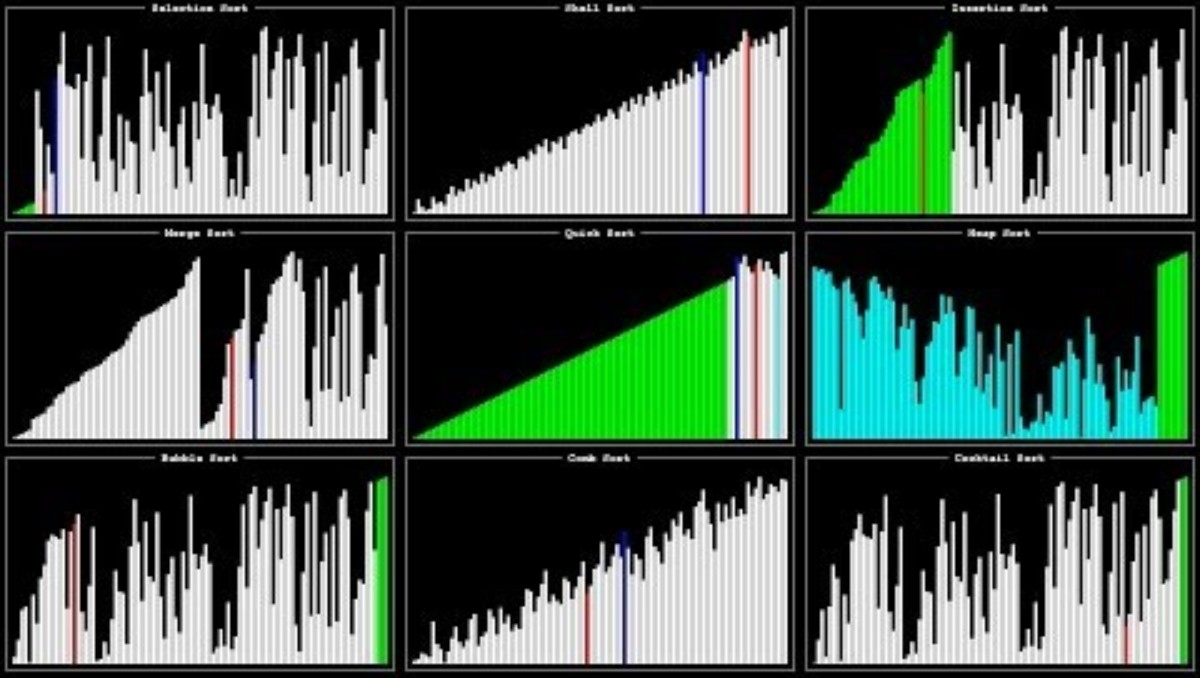 Selection Sort
Shell Sort
Insertion Sort
Merge Sort
Quick Sort
Heap Sort
Bubble Sort
Comb Sort
Cocktail Sort